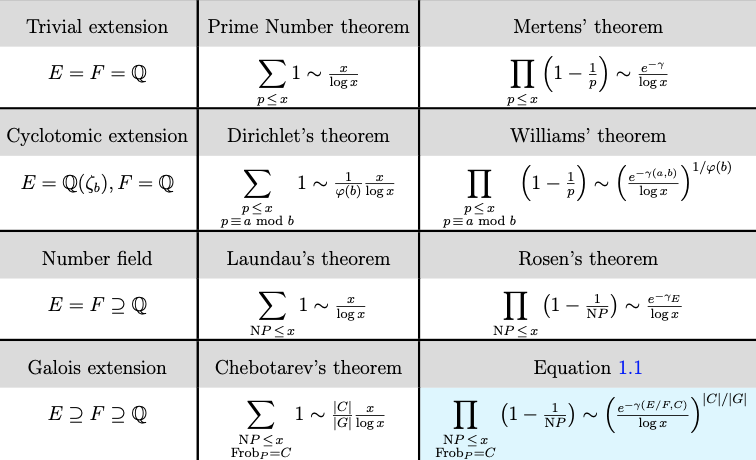 Trivial extension Prime Number theorem Mertens' theorem
E = F = ℚ ∑_{p ≤ x} 1 ∼ x/log x ∏_{p ≤ x} (1 − 1/p) ∼ e^{−γ}/log x
Cyclotomic extension Dirichlet's theorem Williams' theorem
E = ℚ(ζ_b), F = ℚ ∑_{p ≤ x, p ≡ a mod b} 1 ∼ 1/φ(b) x/log x ∏_{p ≤ x, p ≡ a mod b} (1 − 1/p) ∼ (e^{−γ(a,b)}/log x)^{1/φ(b)}
Number field Laundau's theorem Rosen's theorem
E = F ⊇ ℚ ∑_{NP ≤ x} 1 ∼ x/log x ∏_{NP ≤ x} (1 − 1/NP) ∼ e^{−γ_E}/log x
Galois extension Chebotarev's theorem Equation 1.1
E ⊇ F ⊇ ℚ ∑_{NP ≤ x, Frob_P = C} 1 ∼ |C|/|G| x/log x ∏_{NP ≤ x, Frob_P = C} (1 − 1/NP) ∼ (e^{−γ(E/F,C)}/log x)^{|C|/|G|}